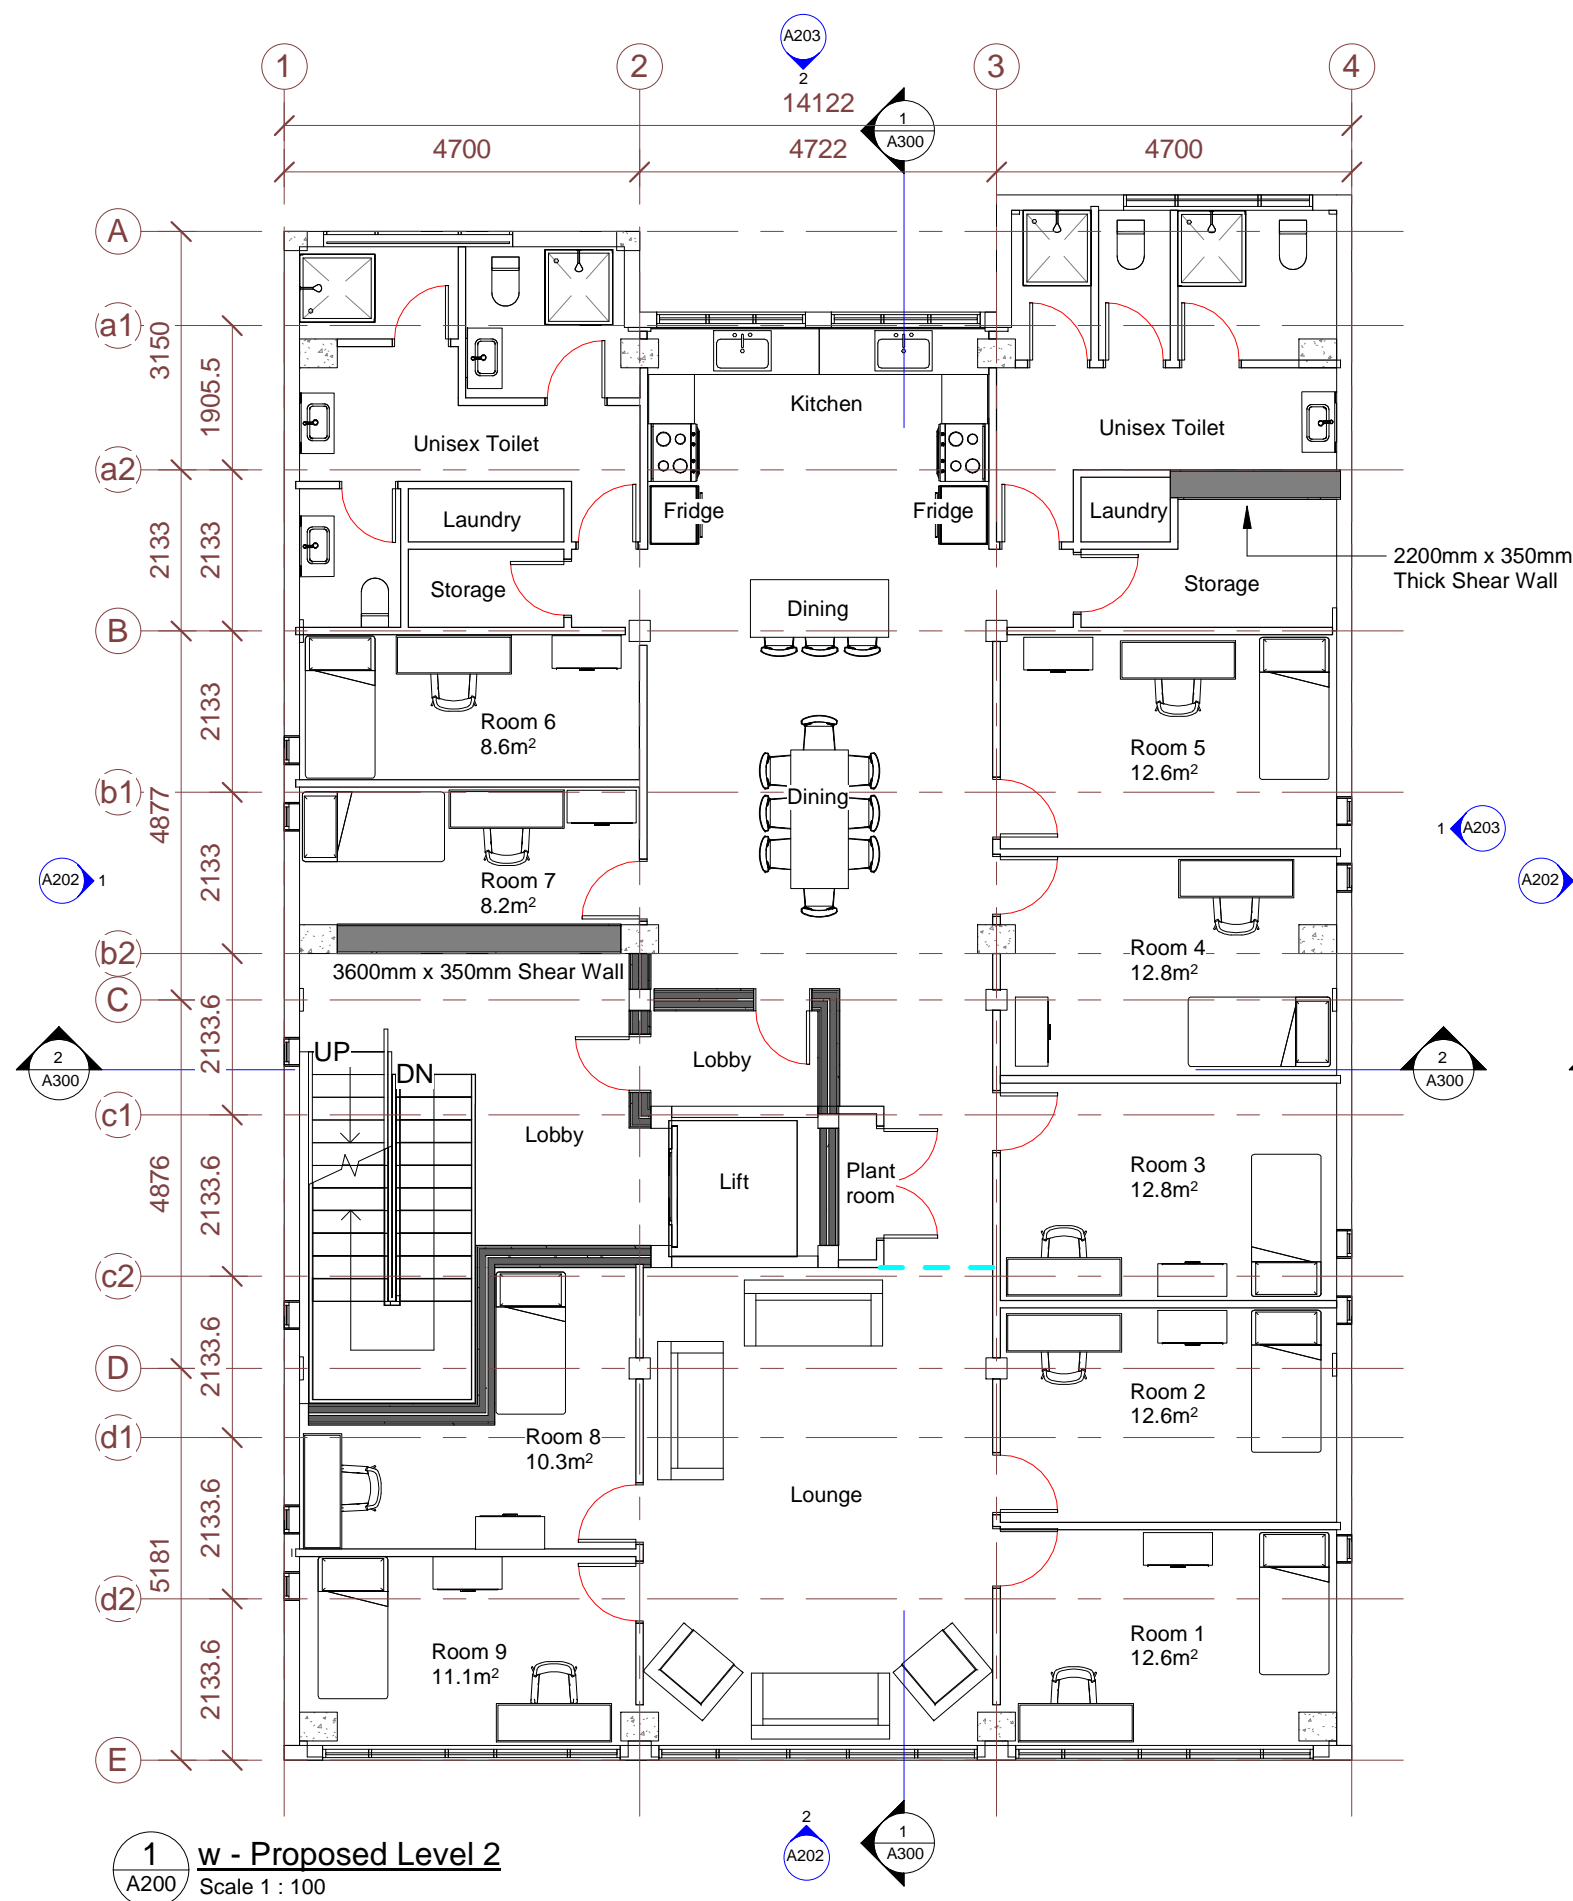 A203
2
1
2
3
4
14122
1
A300
4700
4722
4700
A
a1
3150
1905.5
a2
Kitchen
Unisex Toilet
Unisex Toilet
Fridge
Fridge
Laundry
Laundry
2133
2133
2200mm x 350mm
Thick Shear Wall
Storage
Storage
Dining
B
2133
Room 6
8.6m²
Room 5
12.6m²
b1
4877
Dining
1
A203
A202
1
2133
Room 7
8.2m²
A202
b2
Room 4
12.8m²
3600mm x 350mm Shear Wall
C
2133.6
2
A300
UP
DN
Lobby
2
A300
c1
Lobby
4876
2133.6
Lift
Plant
room
Room 3
12.8m²
c2
2133.6
D
Room 2
12.6m²
d1
Room 8
10.3m²
Lounge
2133.6
5181
d2
2133.6
Room 9
11.1m²
Room 1
12.6m²
E
2
A202
1
A300
1
A200
w - Proposed Level 2
Scale 1 : 100